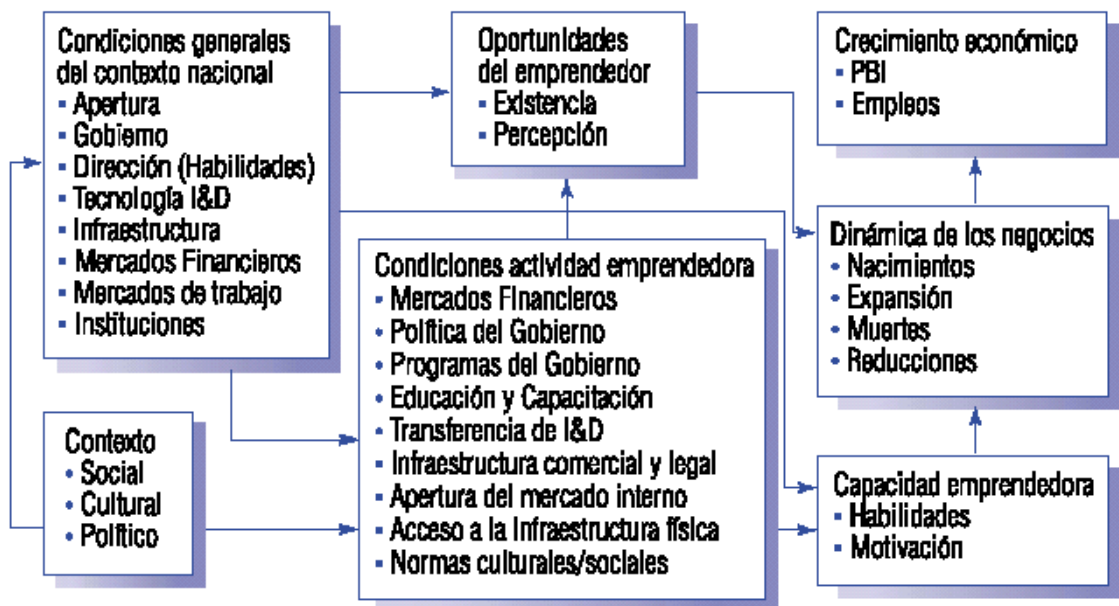 Condiciones generales
del contexto nacional
▪ Apertura
▪ Gobierno
▪ Dirección (Habilidades)
▪ Tecnología I&D
▪ Infraestructura
▪ Mercados Financieros
▪ Mercados de trabajo
▪ Instituciones
Contexto
• Social
• Cultural
• Político
Oportunidades
del emprendedor
▪ Existencia
▪ Percepción
Condiciones actividad emprendedora
▪ Mercados Financieros
• Política del Gobierno
• Programas del Gobierno
▪ Educación y Capacitación
▪ Transferencia de I&D
▪ Infraestructura comercial y legal
▪ Apertura del mercado interno
▪ Acceso a la Infraestructura física
▪ Normas culturales/sociales
Crecimiento económico
▪ PBI
▪ Empleos
Dinámica de los negocios
▪ Nacimientos
▪ Expansión
• Muertes
▪ Reducciones
Capacidad emprendedora
▪ Habilidades
▪ Motivación